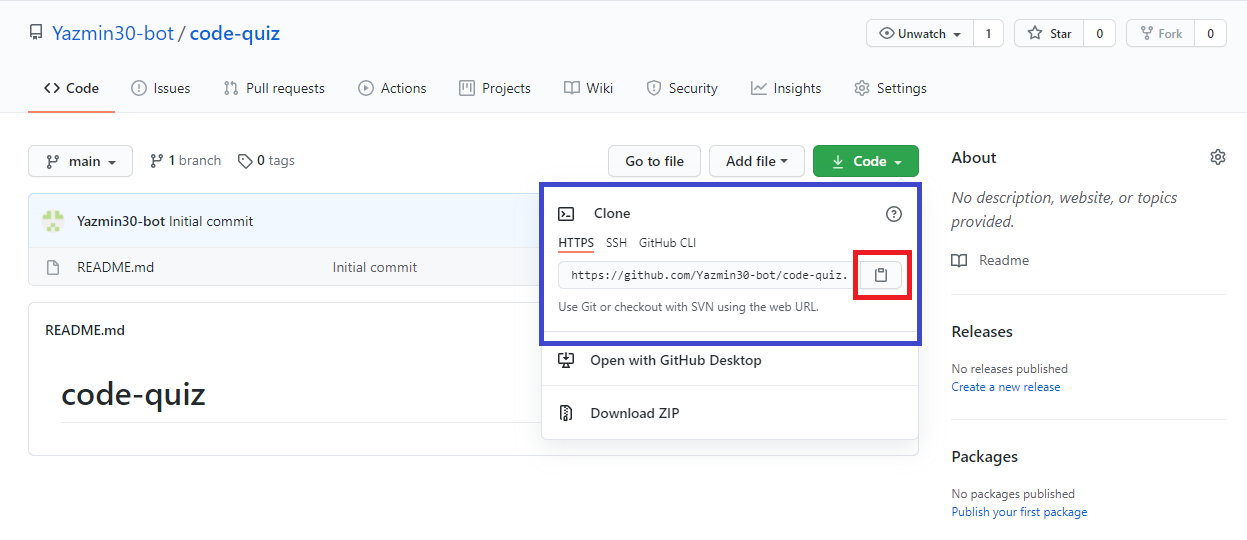 Yazmin30-bot / code-quiz
Unwatch 1 Star 0 Fork 0
Code Issues Pull requests Actions Projects Wiki Security Insights Settings
main 1 branch 0 tags Go to file Add file Code
Yazmin30-bot Initial commit
README.md Initial commit
README.md
code-quiz
Clone
HTTPS SSH GitHub CLI
https://github.com/Yazmin30-bot/code-quiz.
Use Git or checkout with SVN using the web URL.
Open with GitHub Desktop
Download ZIP
About
No description, website, or topics
provided.
Readme
Releases
No releases published
Create a new release
Packages
No packages published
Publish your first package